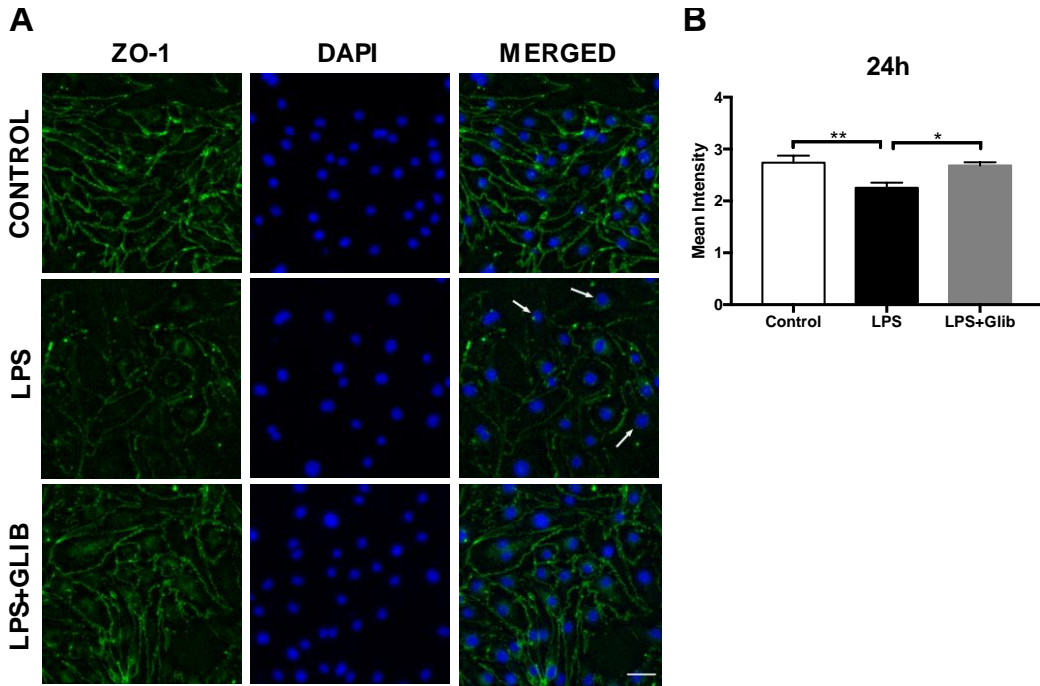 A
ZO-1 DAPI MERGED
CONTROL
LPS
LPS+GLIB
B
24h
Mean Intensity
4
3
2
1
0
** *
Control LPS LPS+Glib